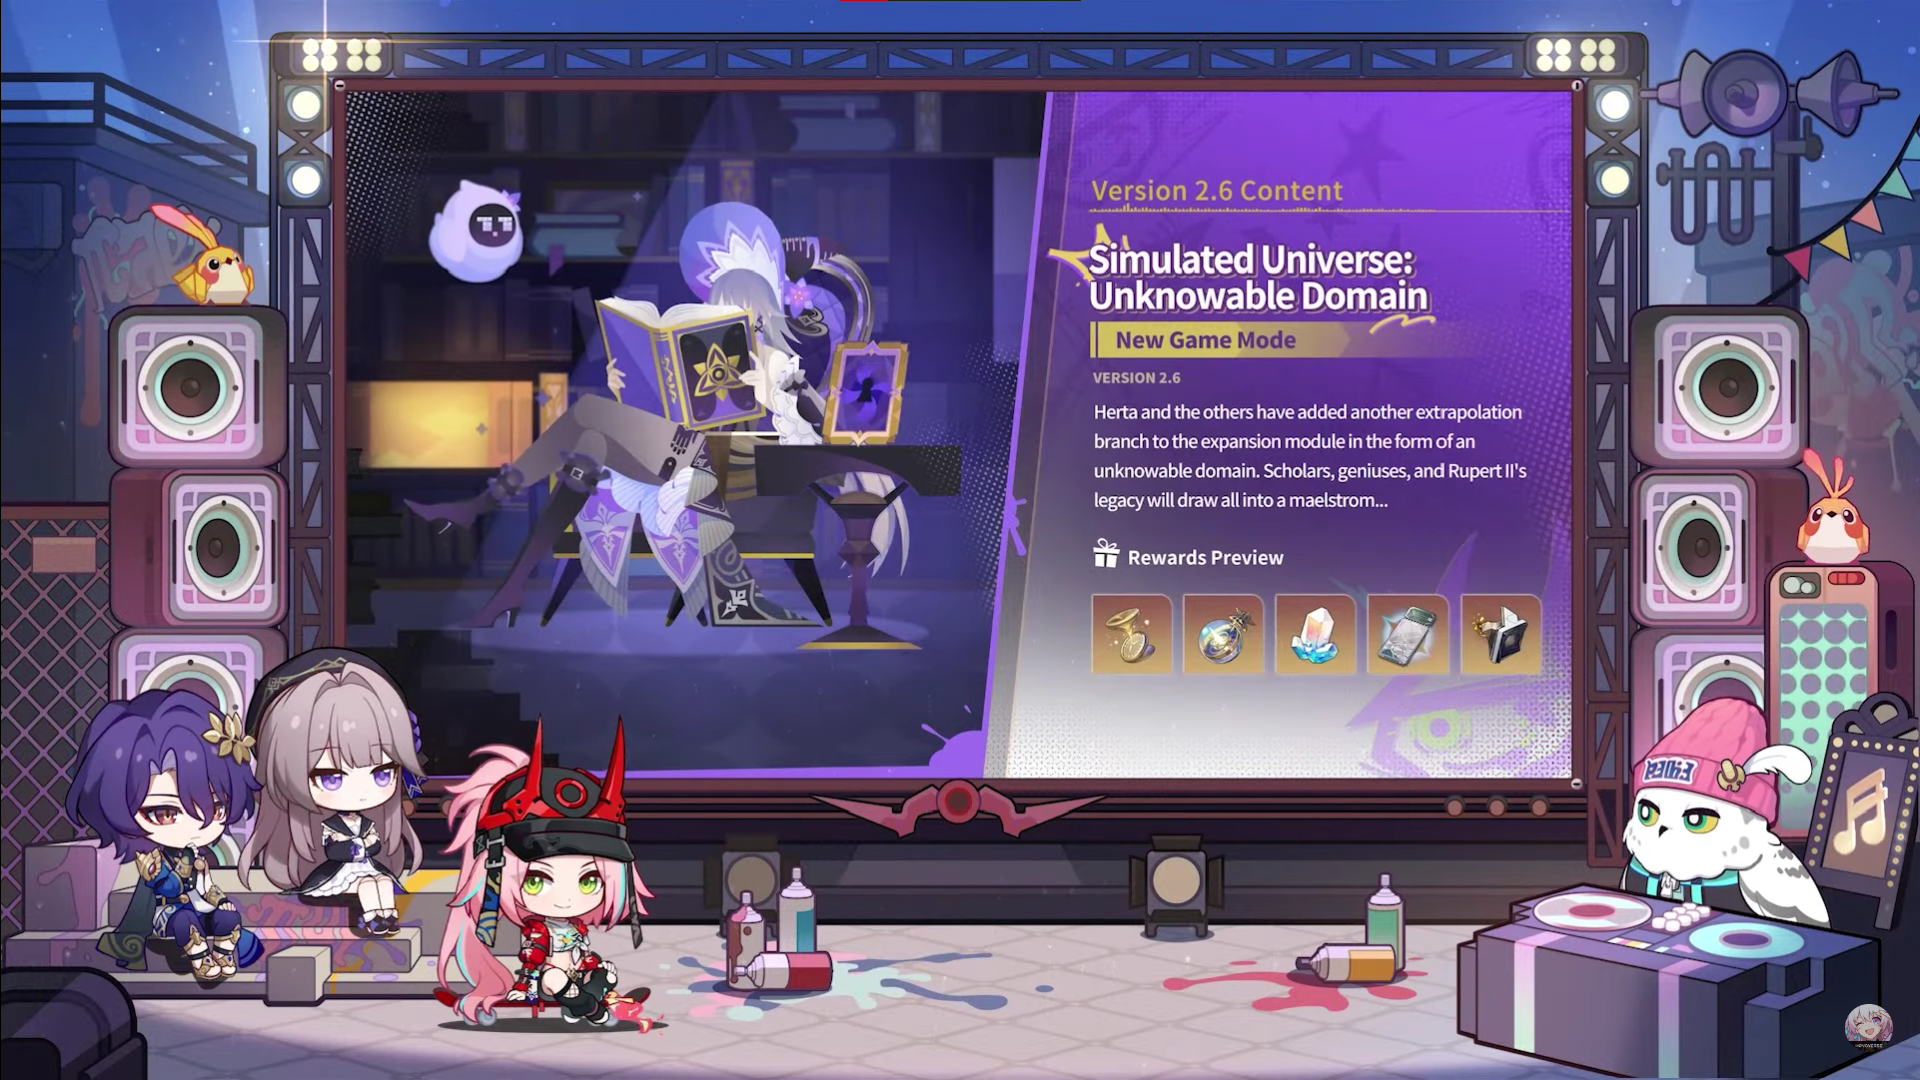 Version 2.6 Content
Simulated Universe:
Unknowable Domain
New Game Mode
VERSION 2.6
Herta and the others have added another extrapolation
branch to the expansion module in the form of an
unknowable domain. Scholars, geniuses, and Rupert II's
legacy will draw all into a maelstrom...
Rewards Preview